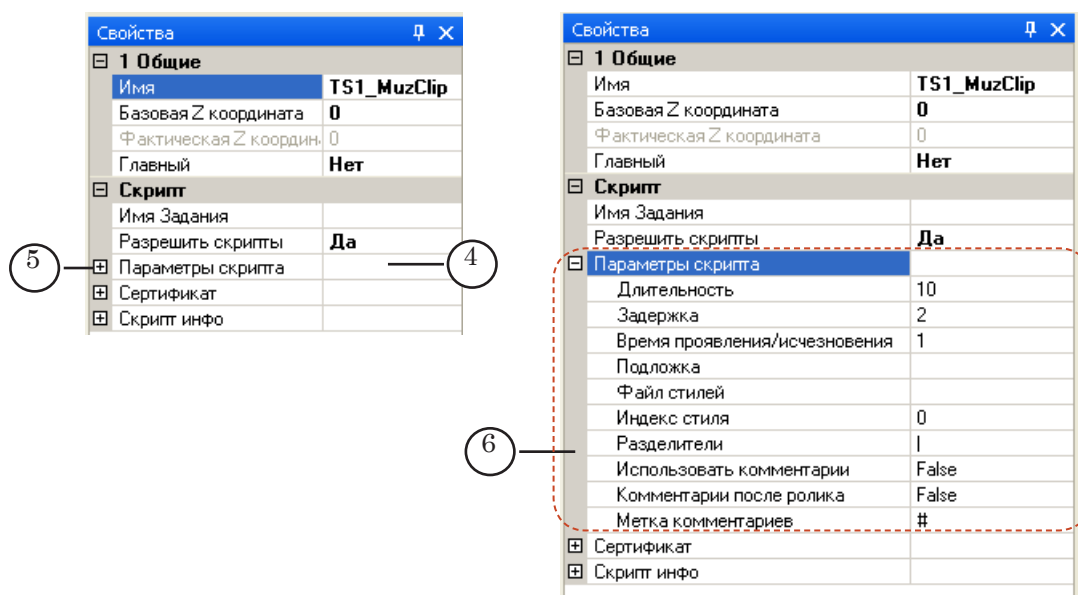 Свойства
1 Общие
Имя TS1_MuzClip
Базовая Z координата 0
Фактическая Z координ 0
Главный Нет
Скрипт
Имя Задания
Разрешить скрипты Да
Параметры скрипта
Сертификат
Скрипт инфо
5
4
Свойства
1 Общие
Имя TS1_MuzClip
Базовая Z координата 0
Фактическая Z координата 0
Главный Нет
Скрипт
Имя Задания
Разрешить скрипты Да
Параметры скрипта
Длительность 10
Задержка 2
Время проявления/исчезновения 1
Подложка
Файл стилей
Индекс стиля 0
Разделители |
Использовать комментарии False
Комментарии после ролика False
Метка комментариев #
Сертификат
Скрипт инфо
6